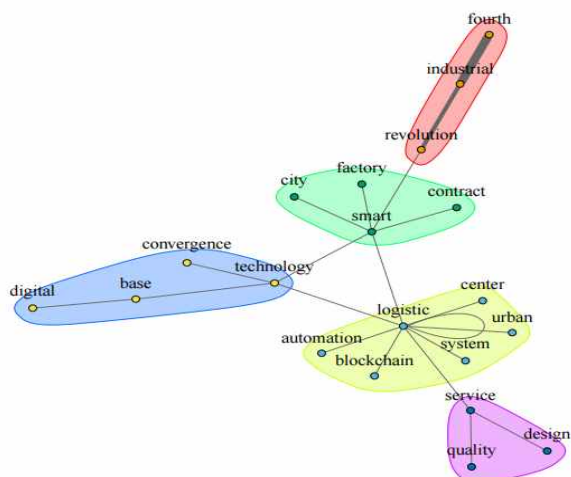 fourth
industrial
revolution
factory
city
contract
smart
convergence
technology
digital
base
center
logistic
urban
automation
system
blockchain
service
design
quality